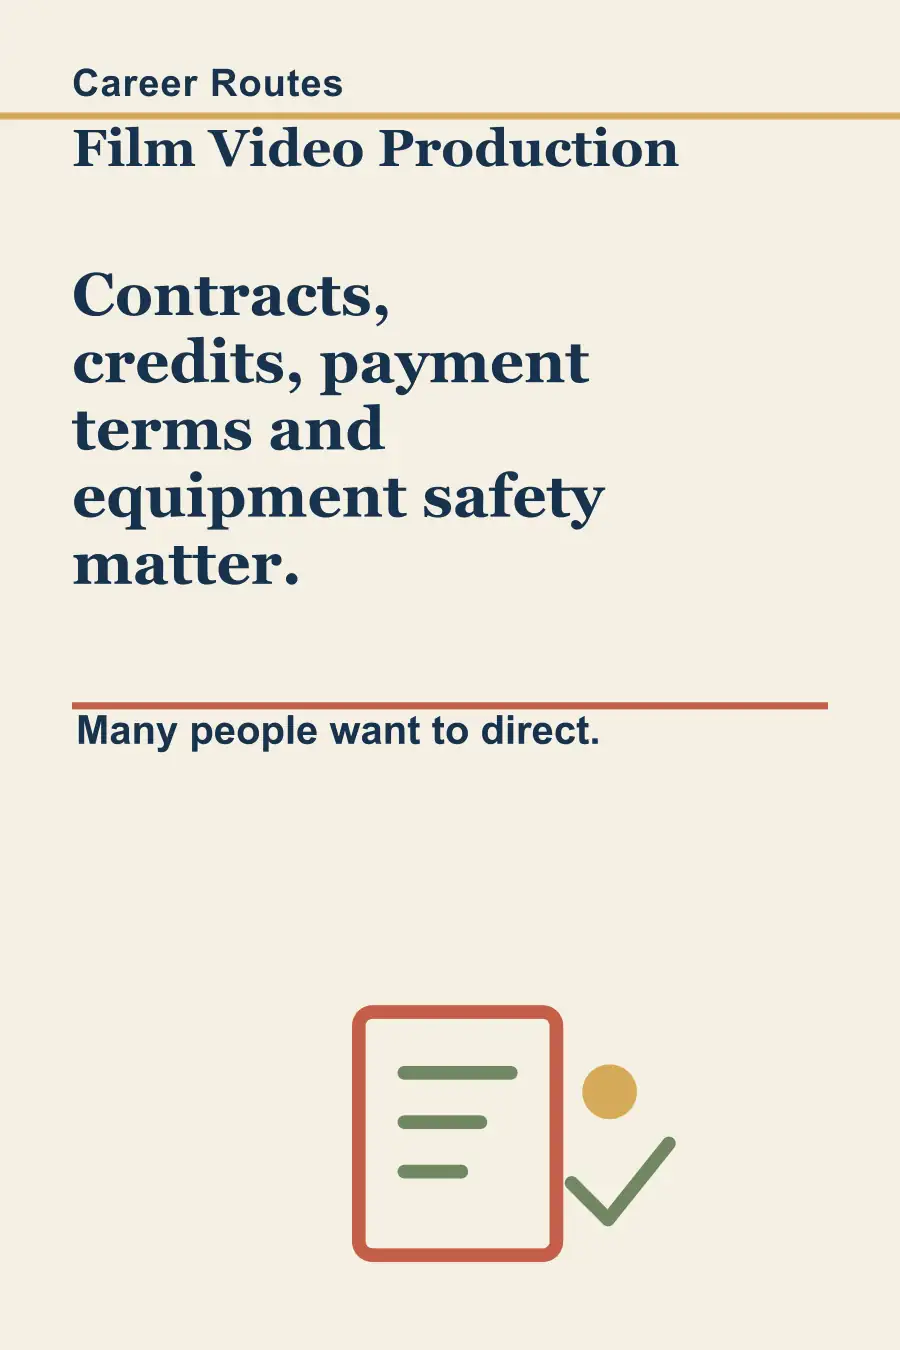 Career Routes
Film Video Production
Contracts,
credits, payment
terms and
equipment safety
matter.
Many people want to direct.